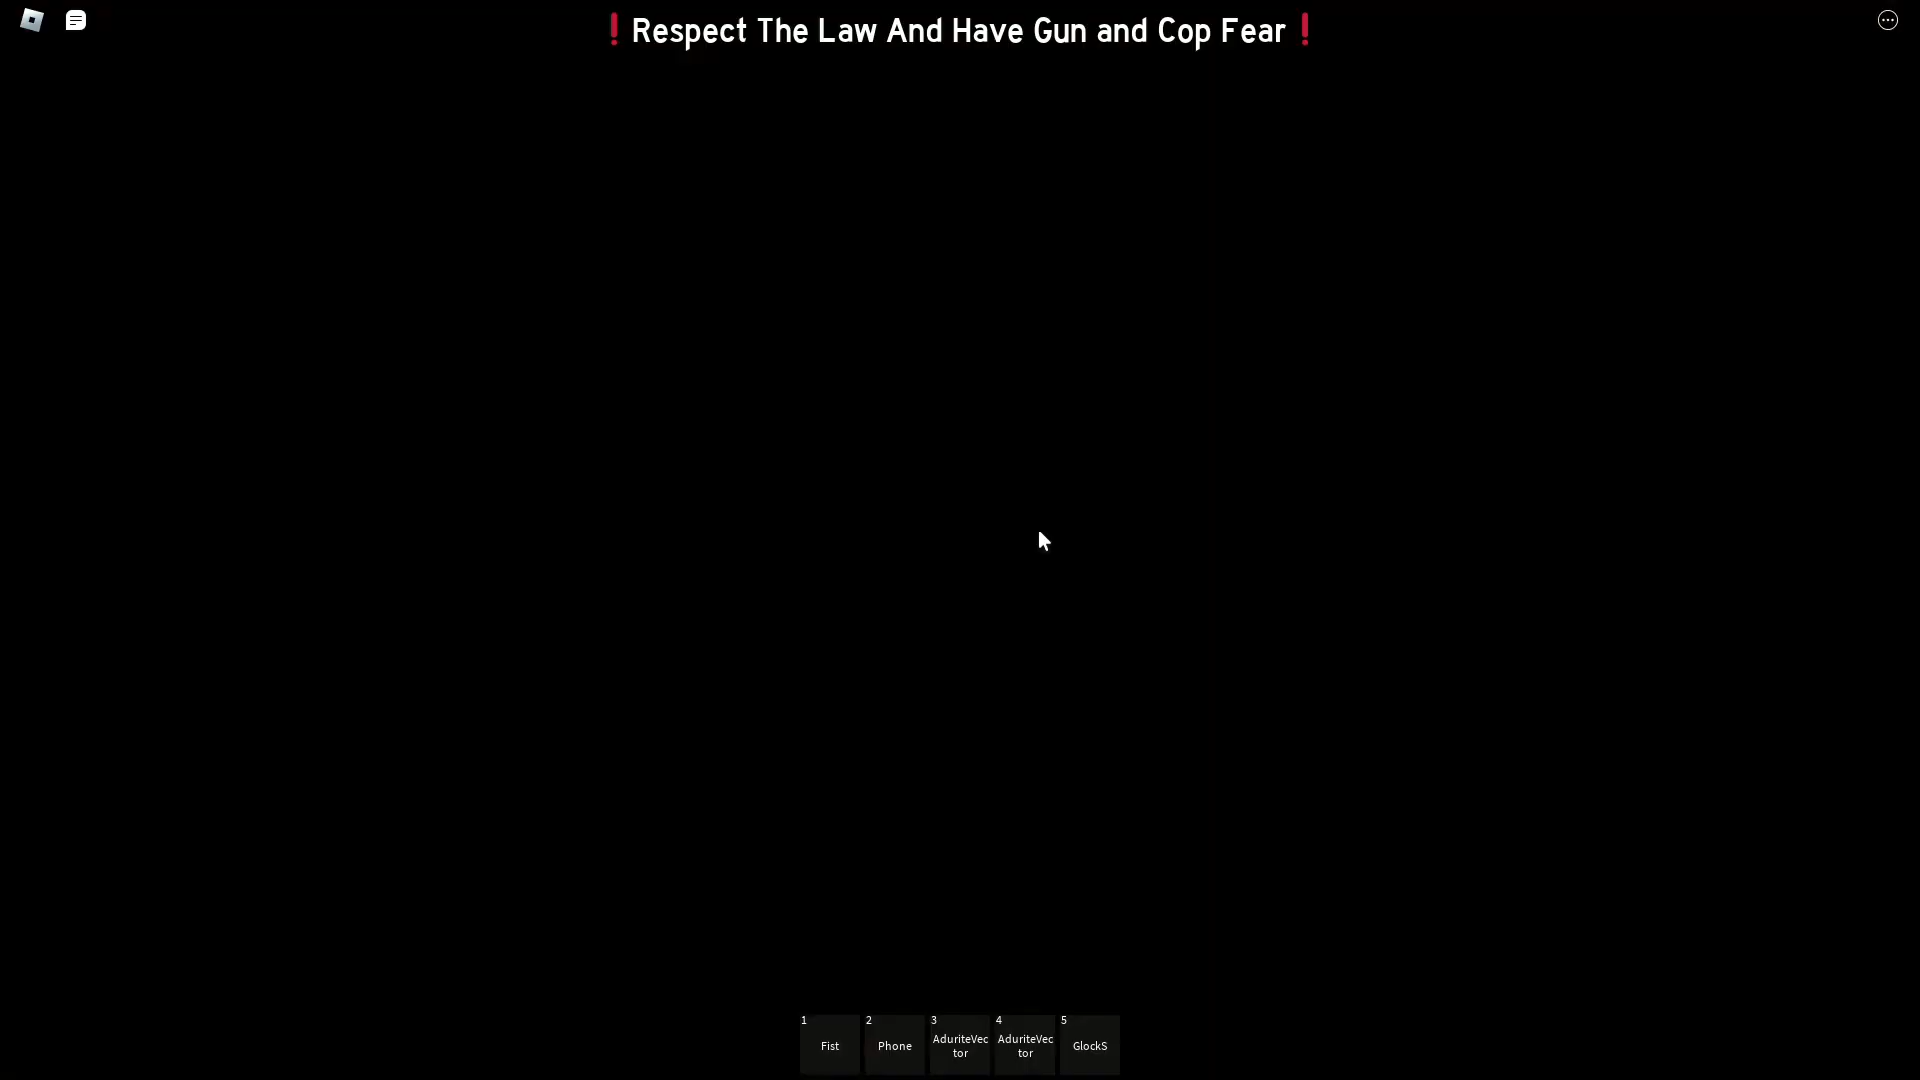 ❗Respect The Law And Have Gun and Cop Fear❗
1
Fist
2
Phone
3
AduriteVec
tor
4
AduriteVec
tor
5
GlockS